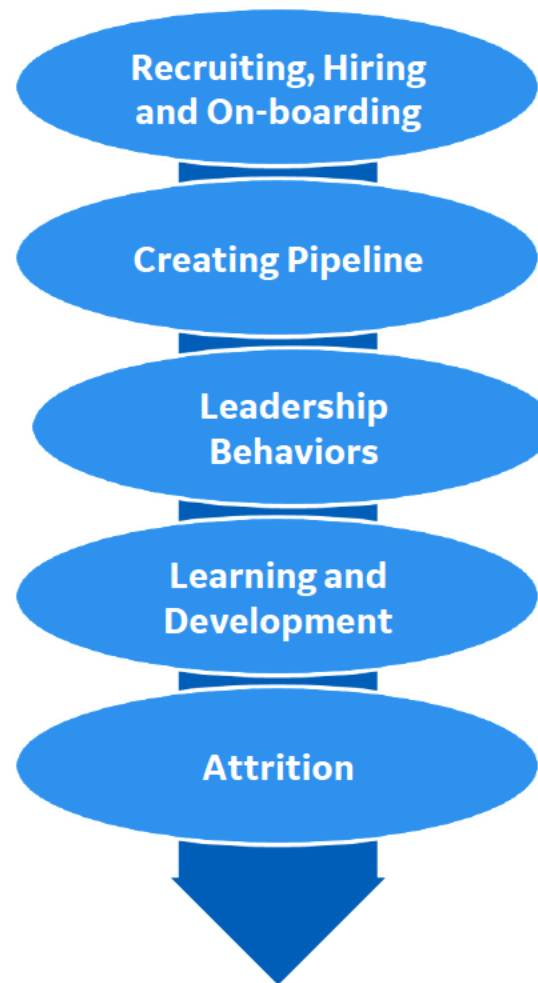 Recruiting, Hiring
and On-boarding
Creating Pipeline
Leadership
Behaviors
Learning and
Development
Attrition